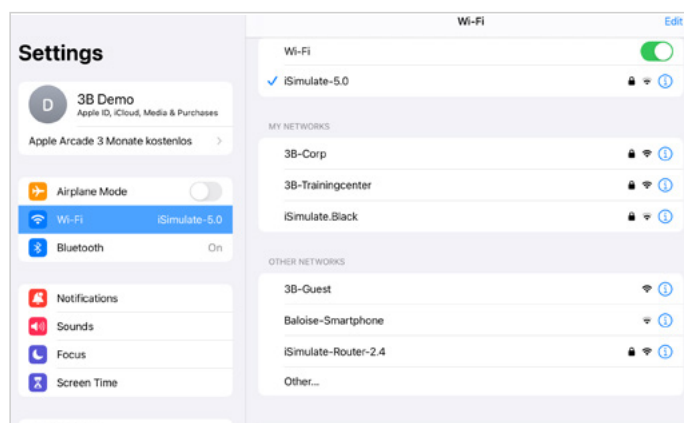 Settings
D
3B Demo
Apple ID, iCloud, Media & Purchases
Apple Arcade 3 Monate kostenlos
Airplane Mode
Wi-Fi iSimulate-5.0
Bluetooth On
Notifications
Sounds
Focus
Screen Time
Wi-Fi Edit
Wi-Fi
iSimulate-5.0
MY NETWORKS
3B-Corp
3B-Trainingcenter
iSimulate.Black
OTHER NETWORKS
3B-Guest
Baloise-Smartphone
iSimulate-Router-2.4
Other...